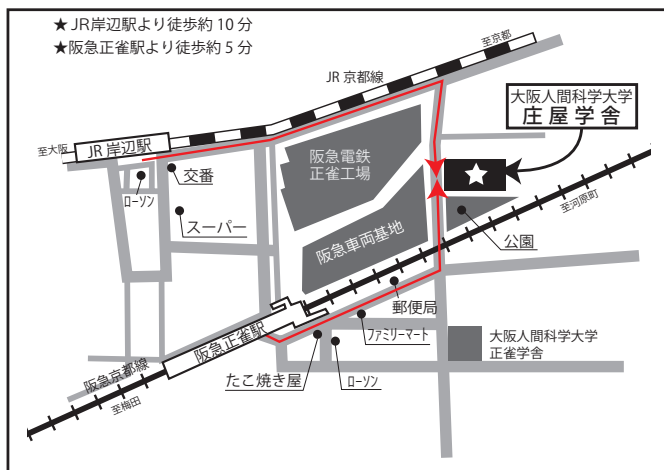 ★JR岸辺駅より徒歩約10分
★阪急正雀駅より徒歩約5分
至京都
JR京都線
大阪人間科学大学
庄屋学舎
至大阪
JR岸辺駅
交番
ﾛｰｿﾝ
スーパー
阪急電鉄
正雀工場
阪急車両基地
至河原町
公園
郵便局
ﾌｧﾐﾘｰﾏｰﾄ
阪急正雀駅
大阪人間科学大学
正雀学舎
たこ焼き屋
ﾛｰｿﾝ
阪急京都線
至梅田